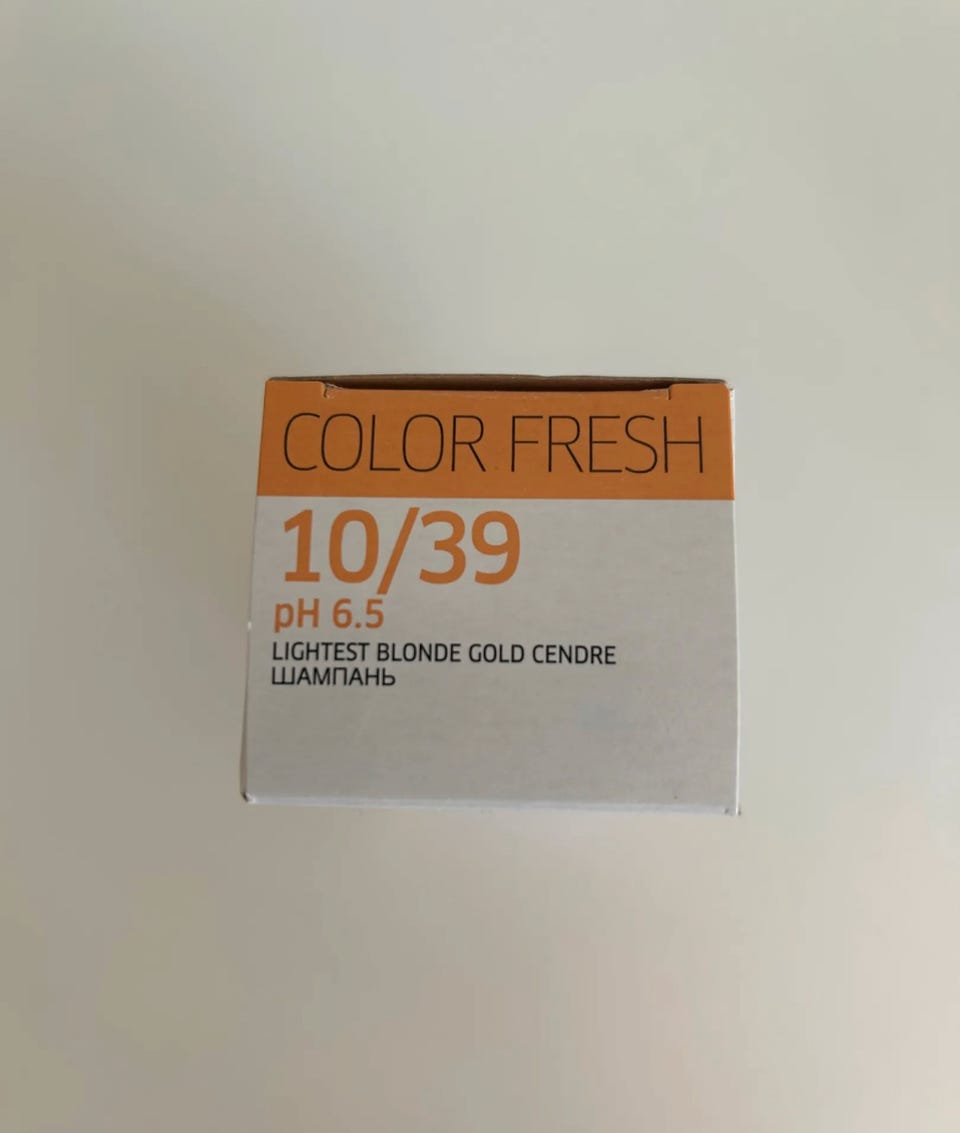 COLOR FRESH
10/39
pH 6.5
LIGHTEST BLONDE GOLD CENDRE
ШАМПАНЬ